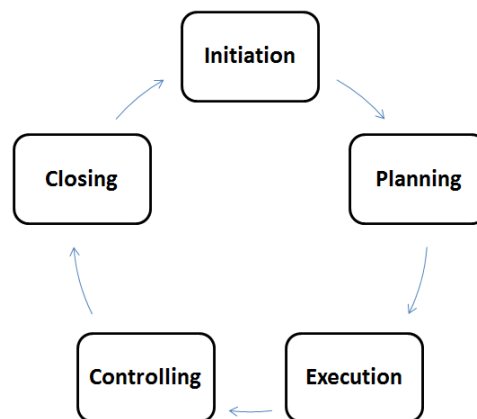 Initiation
Planning
Execution
Controlling
Closing